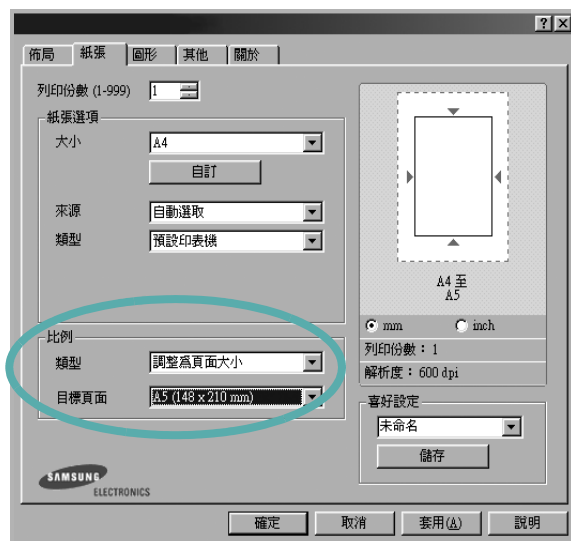 佈局 紙張 圖形 其他 關於
列印份數 (1-999) 1
紙張選項
大小 A4
自訂
來源 自動選取
類型 預設印表機
比例
類型 調整為頁面大小
目標頁面 A5 (148 x 210 mm)
SAMSUNG
ELECTRONICS
A4 至
A5
mm inch
列印份數：1
解析度：600 dpi
喜好設定
未命名
儲存
確定 取消 套用(A) 說明